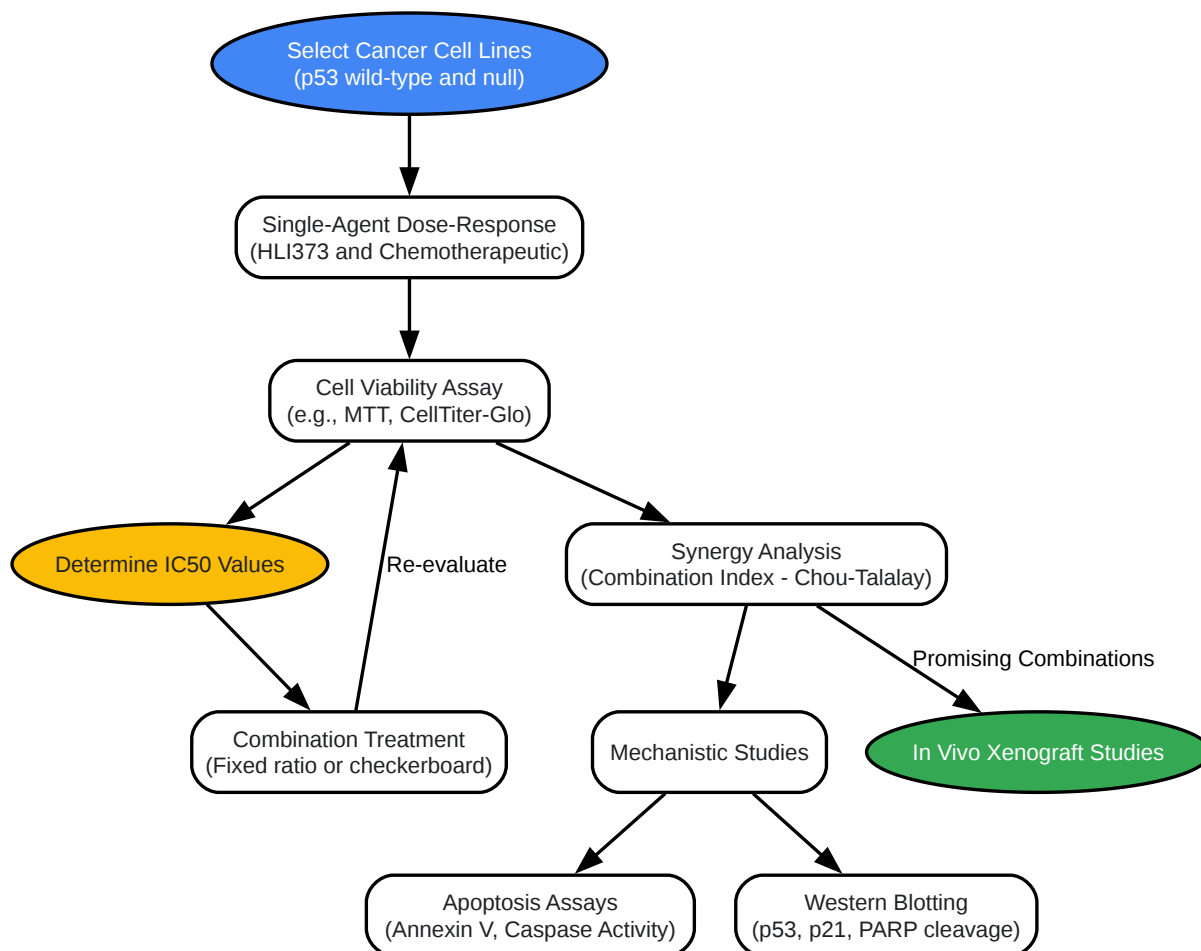 Select Cancer Cell Lines
(p53 wild-type and null)
Single-Agent Dose-Response
(HLI373 and Chemotherapeutic)
Cell Viability Assay
(e.g., MTT, CellTiter-Glo)
Determine IC50 Values
Re-evaluate
Synergy Analysis
(Combination Index - Chou-Talalay)
Promising Combinations
Combination Treatment
(Fixed ratio or checkerboard)
Mechanistic Studies
In Vivo Xenograft Studies
Apoptosis Assays
(Annexin V, Caspase Activity)
Western Blotting
(p53, p21, PARP cleavage)